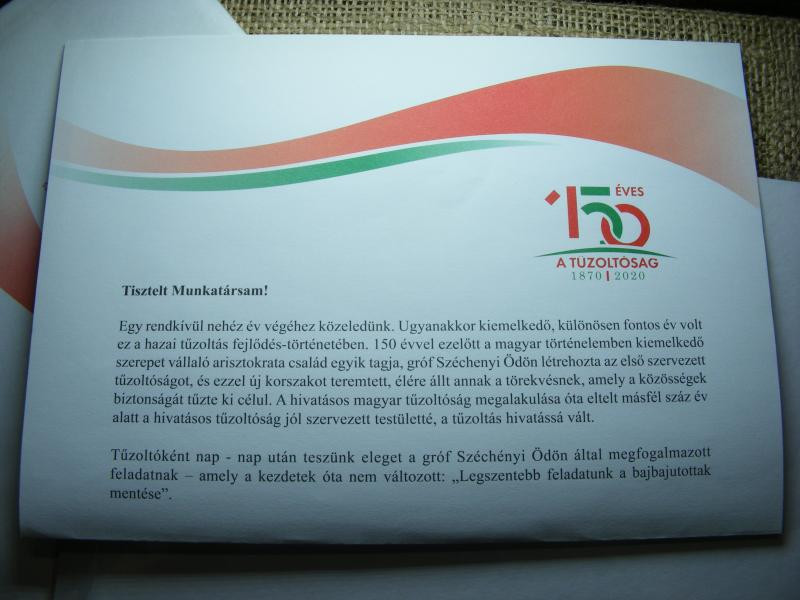 150 ÉVES
A TŰZOLTÓSÁG
1870 | 2020
Tisztelt Munkatársam!
Egy rendkívül nehéz év végéhez közeledünk. Ugyanakkor kiemelkedő, különösen fontos év volt
ez a hazai tűzoltás fejlődés-történetében. 150 évvel ezelőtt a magyar történelemben kiemelkedő
szerepet vállaló arisztokrata család egyik tagja, gróf Széchenyi Ödön létrehozta az első szervezett
tűzoltóságot, és ezzel új korszakot teremtett, élére állt annak a törekvésnek, amely a közösségek
biztonságát tűzte ki célul. A hivatásos magyar tűzoltóság megalakulása óta eltelt másfél száz év
alatt a hivatásos tűzoltóság jól szervezett testületté, a tűzoltás hivatássá vált.
Tűzoltóként nap - nap után teszünk eleget a gróf Széchényi Ödön által megfogalmazott
feladatnak – amely a kezdetek óta nem változott: „Legszentebb feladatunk a bajbajutottak
mentése”.